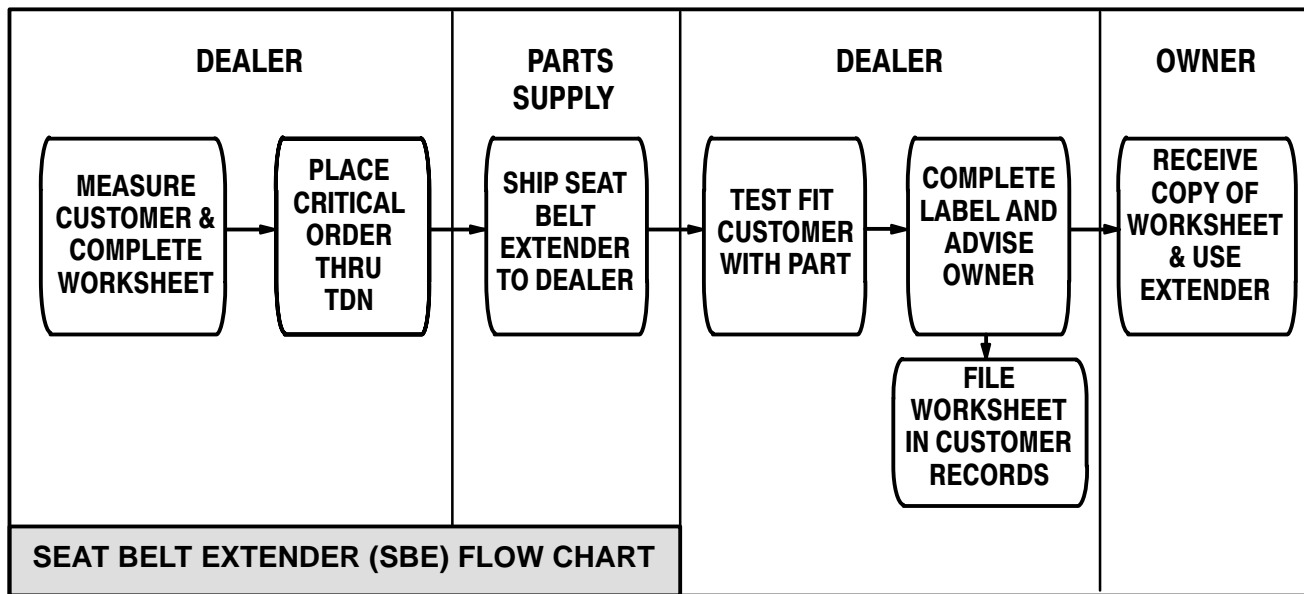 DEALER
PARTS
SUPPLY
DEALER
OWNER
MEASURE
CUSTOMER &
COMPLETE
WORKSHEET
PLACE
CRITICAL
ORDER
THRU
TDN
SHIP SEAT
BELT
EXTENDER
TO DEALER
TEST FIT
CUSTOMER
WITH PART
COMPLETE
LABEL AND
ADVISE
OWNER
RECEIVE
COPY OF
WORKSHEET
& USE
EXTENDER
FILE
WORKSHEET
IN CUSTOMER
RECORDS
SEAT BELT EXTENDER (SBE) FLOW CHART